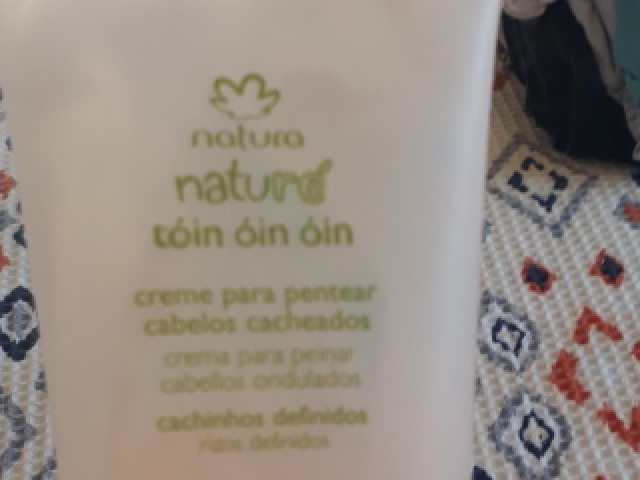 natura
naturé
tóin óin óin
creme para pentear
cabelos cacheados
crema para peinar
cabellos ondulados
cachinhos definidos
rizos definidos